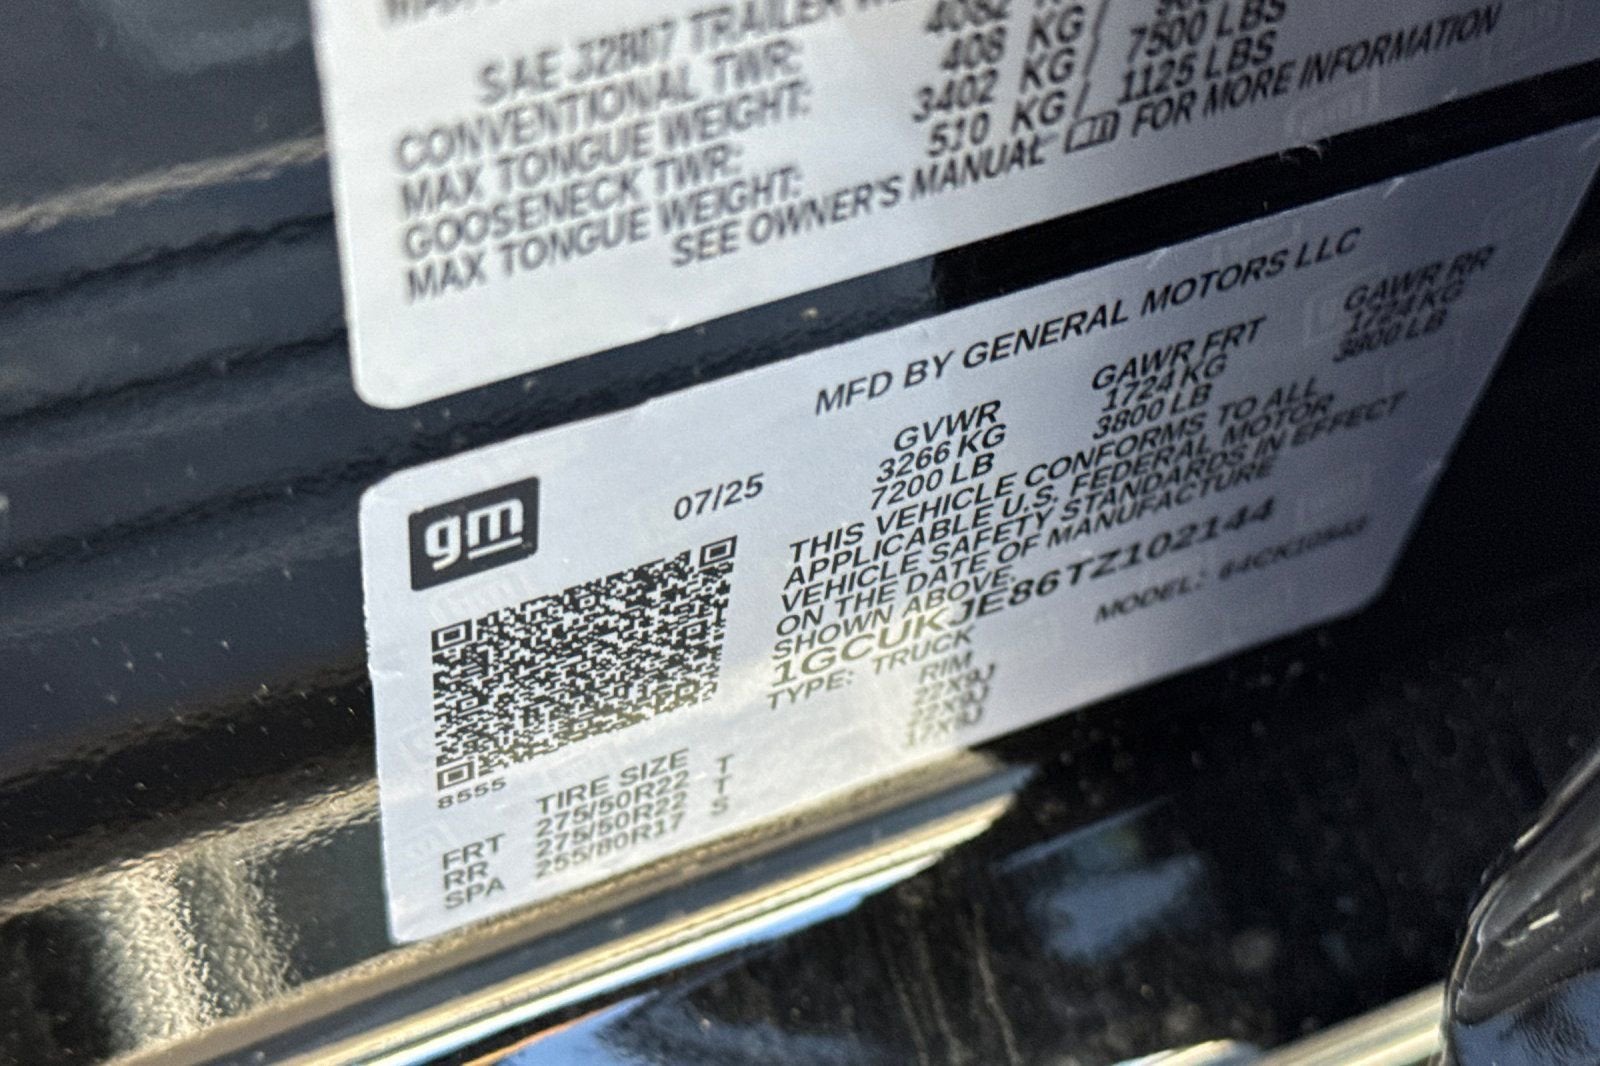 SAE J2807 TRAILER
CONVENTIONAL TWR: 4082
MAX TONGUE WEIGHT: 408 KG/
GOOSENECK TWR: 3402 KG/ 7500 LBS
MAX TONGUE WEIGHT: 510 KG/ 1125 LBS
SEE OWNER'S MANUAL FOR MORE INFORMATION
MFD BY GENERAL MOTORS LLC
gm
07/25
GVWR GAWR FRT GAWR RR
3266 KG 1724 KG 1724 KG
7200 LB 3800 LB 3800 LB
THIS VEHICLE CONFORMS TO ALL
APPLICABLE U.S. FEDERAL MOTOR
VEHICLE SAFETY STANDARDS IN EFFECT
ON THE DATE OF MANUFACTURE
SHOWN ABOVE.
1GCUKJE86TZ102144
TYPE: TRUCK MODEL:
8555
TIRE SIZE RIM
FRT 275/50R22 T
RR 275/50R22 T
SPA 255/80R17 S